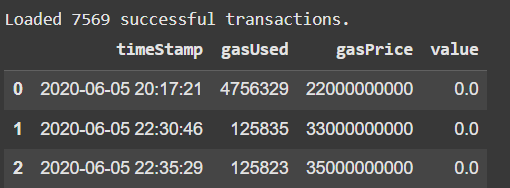 Loaded 7569 successful transactions.
timeStamp gasUsed gasPrice value
0 2020-06-05 20:17:21 4756329 22000000000 0.0
1 2020-06-05 22:30:46 125835 33000000000 0.0
2 2020-06-05 22:35:29 125823 35000000000 0.0